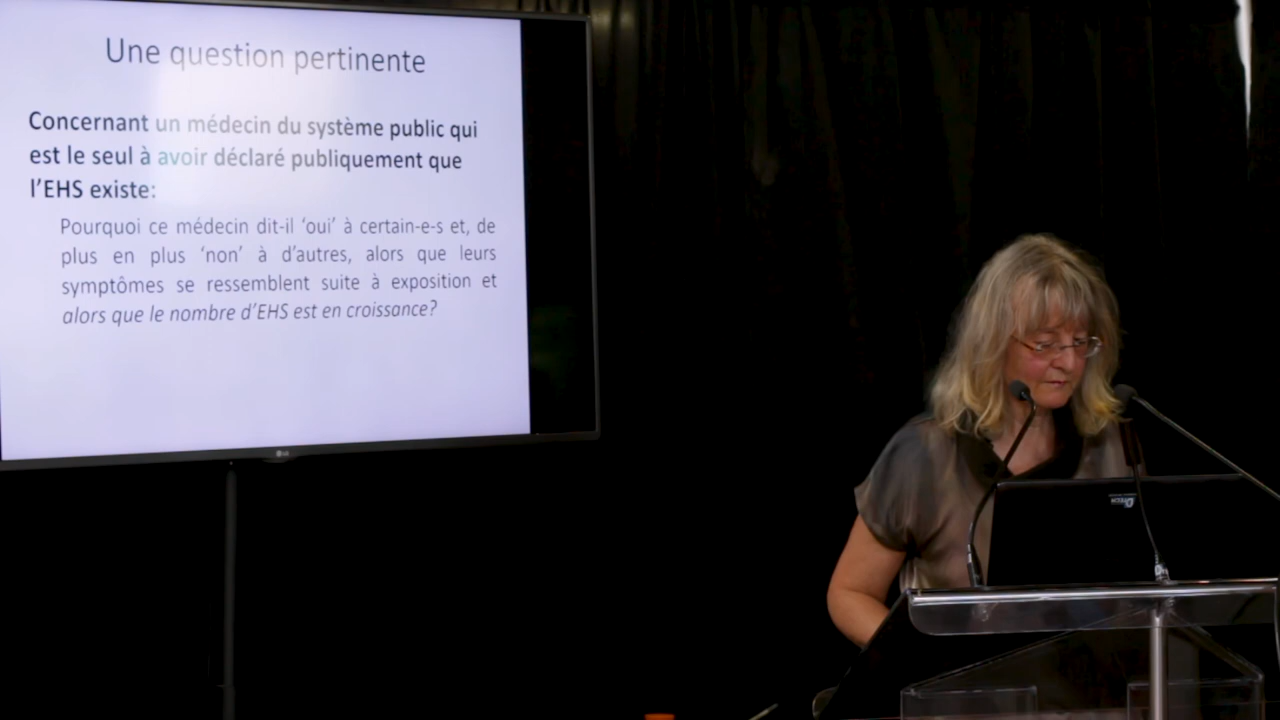 Une question pertinente
Concernant un médecin du système public qui
est le seul à avoir déclaré publiquement que
l’EHS existe:
Pourquoi ce médecin dit-il ‘oui’ à certain-e-s et, de
plus en plus ‘non’ à d’autres, alors que leurs
symptômes se ressemblent suite à exposition et
alors que le nombre d’EHS est en croissance?
LG